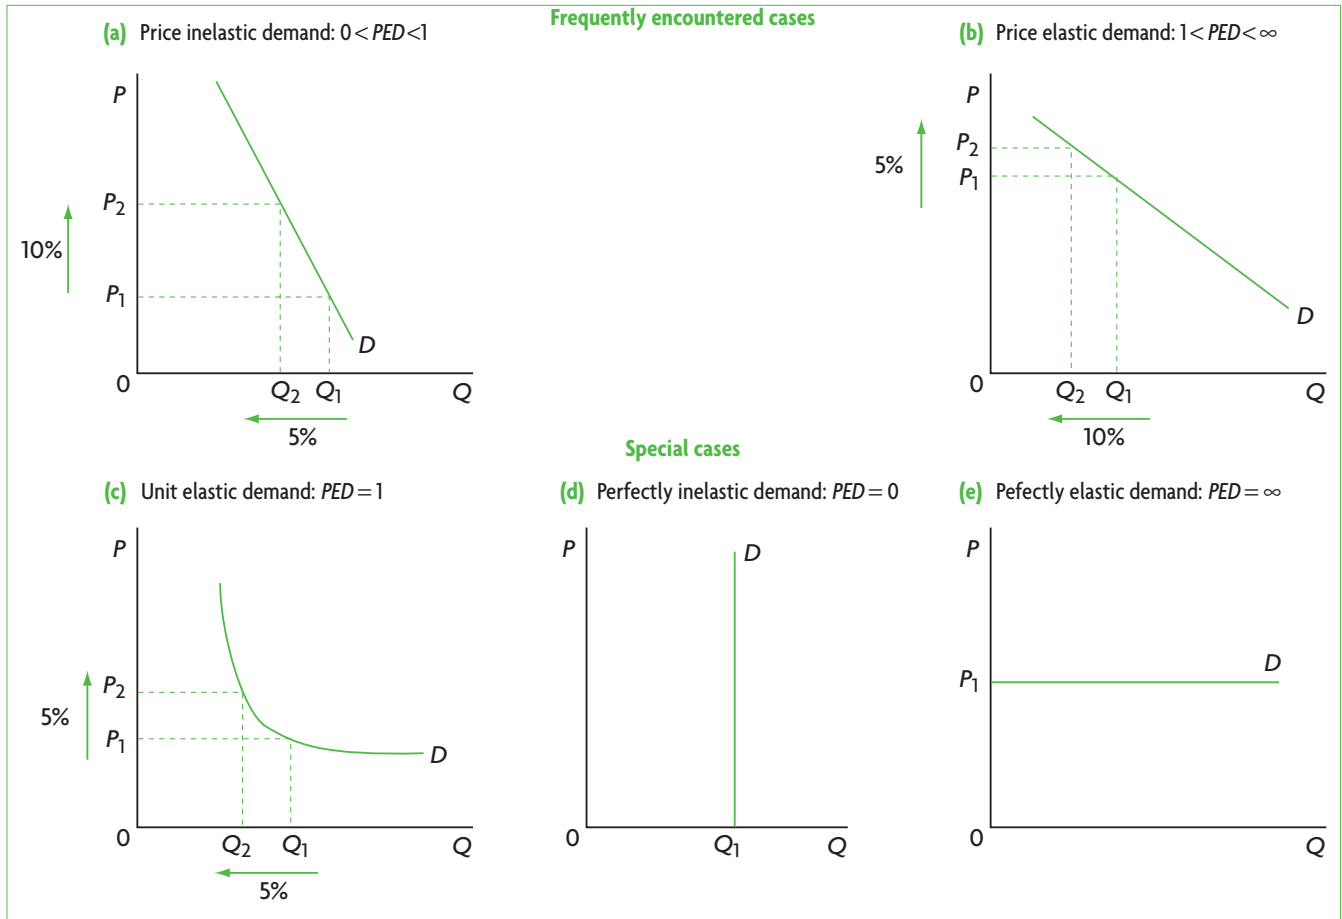 Frequently encountered cases
(a) Price inelastic demand: 0 < PED < 1
P
P2
10%
P1
D
0
Q2 Q1 Q
5%
(b) Price elastic demand: 1 < PED < ∞
P
P2
5%
P1
D
0
Q2 Q1 Q
10%
Special cases
(c) Unit elastic demand: PED = 1
P
P2
5%
P1
D
0
Q2 Q1 Q
5%
(d) Perfectly inelastic demand: PED = 0
P
D
0
Q1 Q
(e) Pefectly elastic demand: PED = ∞
P
D
P1
0
Q